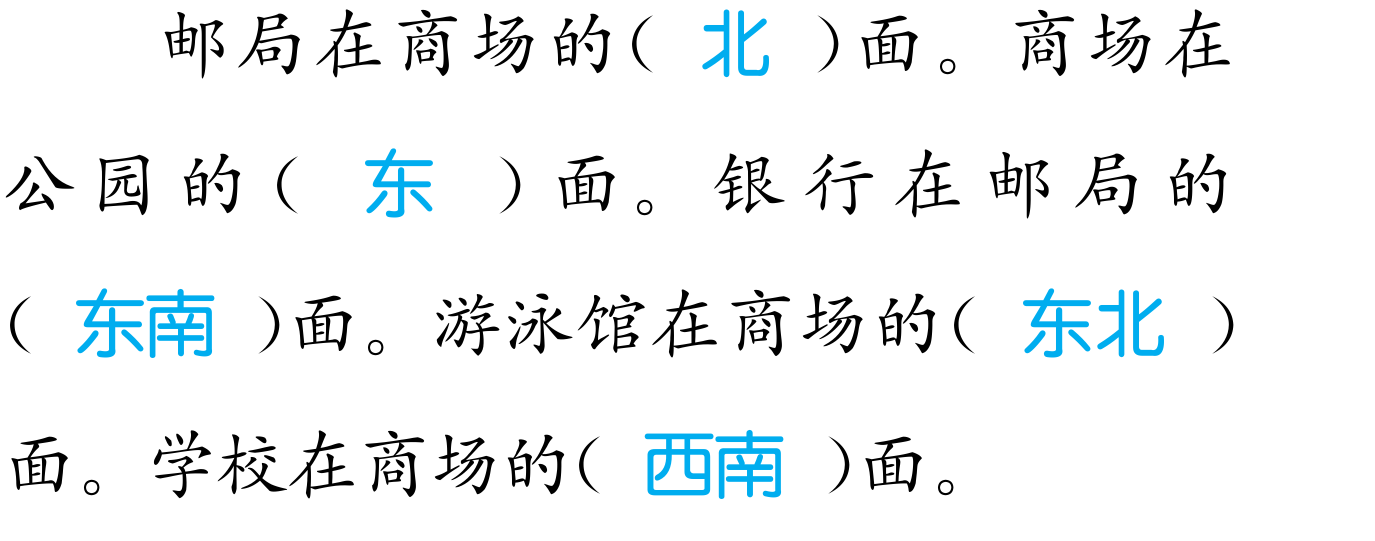 邮局在商场的( 北 )面。商场在
公园的( 东 )面。银行在邮局的
( 东南 )面。游泳馆在商场的( 东北 )
面。学校在商场的( 西南 )面。